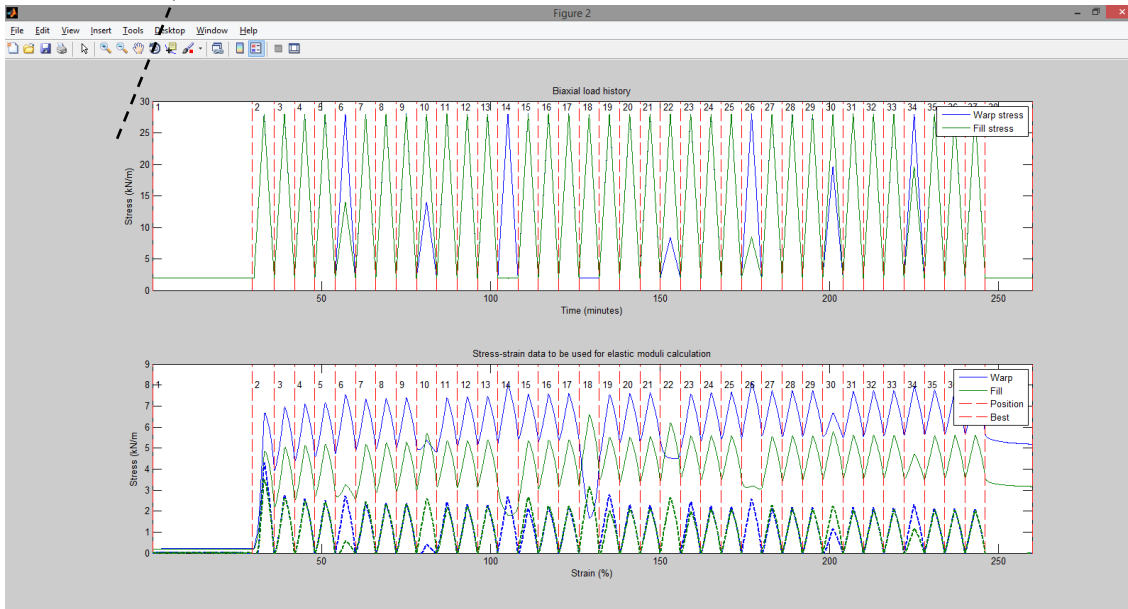 Figure 2
File Edit View Insert Tools Desktop Window Help
Biaxial load history
1 2 3 4 5 6 7 8 9 10 11 12 13 14 15 16 17 18 19 20 21 22 23 24 25 26 27 28 29 30 31 32 33 34 35
Warp stress
Fill stress
30
25
20
15
10
5
0
Stress (kN/m)
50 100 150 200 250
Time (minutes)
Stress-strain data to be used for elastic moduli calculation
1 2 3 4 5 6 7 8 9 10 11 12 13 14 15 16 17 18 19 20 21 22 23 24 25 26 27 28 29 30 31 32 33 34 35
Warp
Fill
Position
Best
9
8
7
6
5
4
3
2
1
0
Stress (kN/m
50 100 150 200 250
Strain (%)